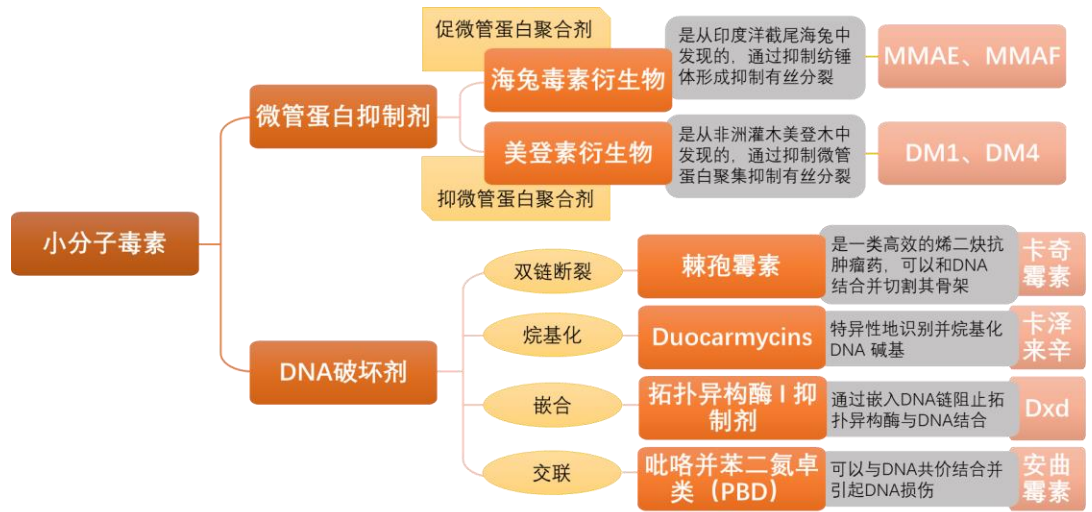 小分子毒素
微管蛋白抑制剂
促微管蛋白聚合剂
海兔毒素衍生物
是从印度洋截尾海兔中
发现的，通过抑制纺锤
体形成抑制有丝分裂
MMAE、MMAF
美登素衍生物
抑微管蛋白聚合剂
是从非洲灌木美登木中
发现的，通过抑制微管
蛋白聚集抑制有丝分裂
DM1、DM4
DNA破坏剂
双链断裂
棘孢霉素
是一类高效的烯二炔抗
肿瘤药，可以和DNA
结合并切割其骨架
卡奇
霉素
烷基化
Duocarmycins
特异性地识别并烷基化
DNA 碱基
卡泽
来辛
嵌合
拓扑异构酶 I 抑
制剂
通过嵌入DNA链阻止拓
扑异构酶与DNA结合
Dxd
交联
吡咯并苯二氮卓
类（PBD）
可以与DNA共价结合并
引起DNA损伤
安曲
霉素